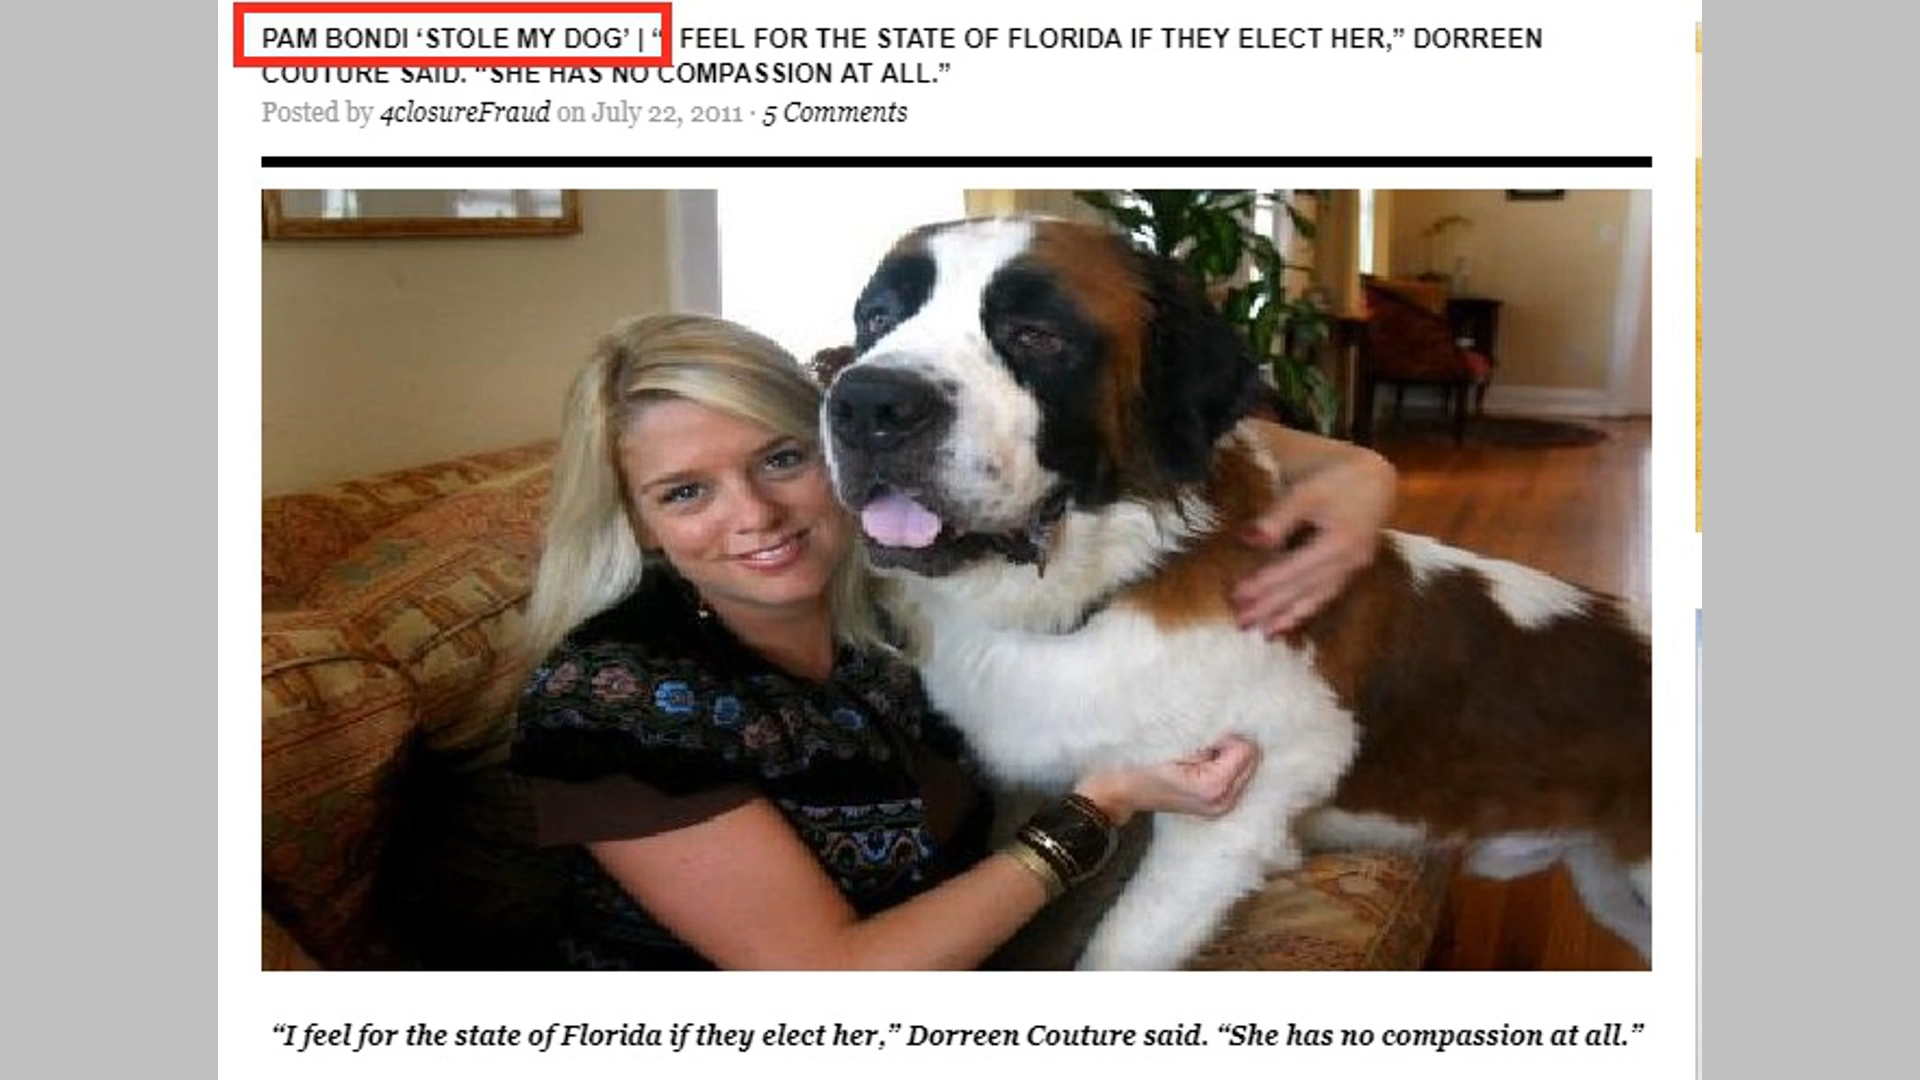 PAM BONDI ‘STOLE MY DOG’ | “ FEEL FOR THE STATE OF FLORIDA IF THEY ELECT HER,” DORREEN
COUTURE SAID. “SHE HAS NO COMPASSION AT ALL.”
Posted by 4closureFraud on July 22, 2011 · 5 Comments
“I feel for the state of Florida if they elect her,” Dorreen Couture said. “She has no compassion at all.”